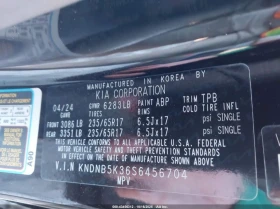 MANUFACTURED IN KOREA BY
KIA CORPORATION
04/24 GVWR 6283LB PAINT ABP TRIM TPB
TIRES RIMS COLD TIRE INFL
FRONT 3086 LB 235/65R17 6.5Jx17 psi SINGLE
REAR 3351 LB 235/65R17 6.5Jx17 psi SINGLE
THIS VEHICLE CONFORMS TO ALL APPLICABLE U.S.A. FEDERAL
MOTOR VEHICLE SAFETY, BUMPER, AND THEFT PREVENTION
STANDARDS IN EFFECT ON THE DATE OF MANUFACTURE
SHOWN ABOVE.
V.I.N KNDNB5K36S6456704
MPV
A90